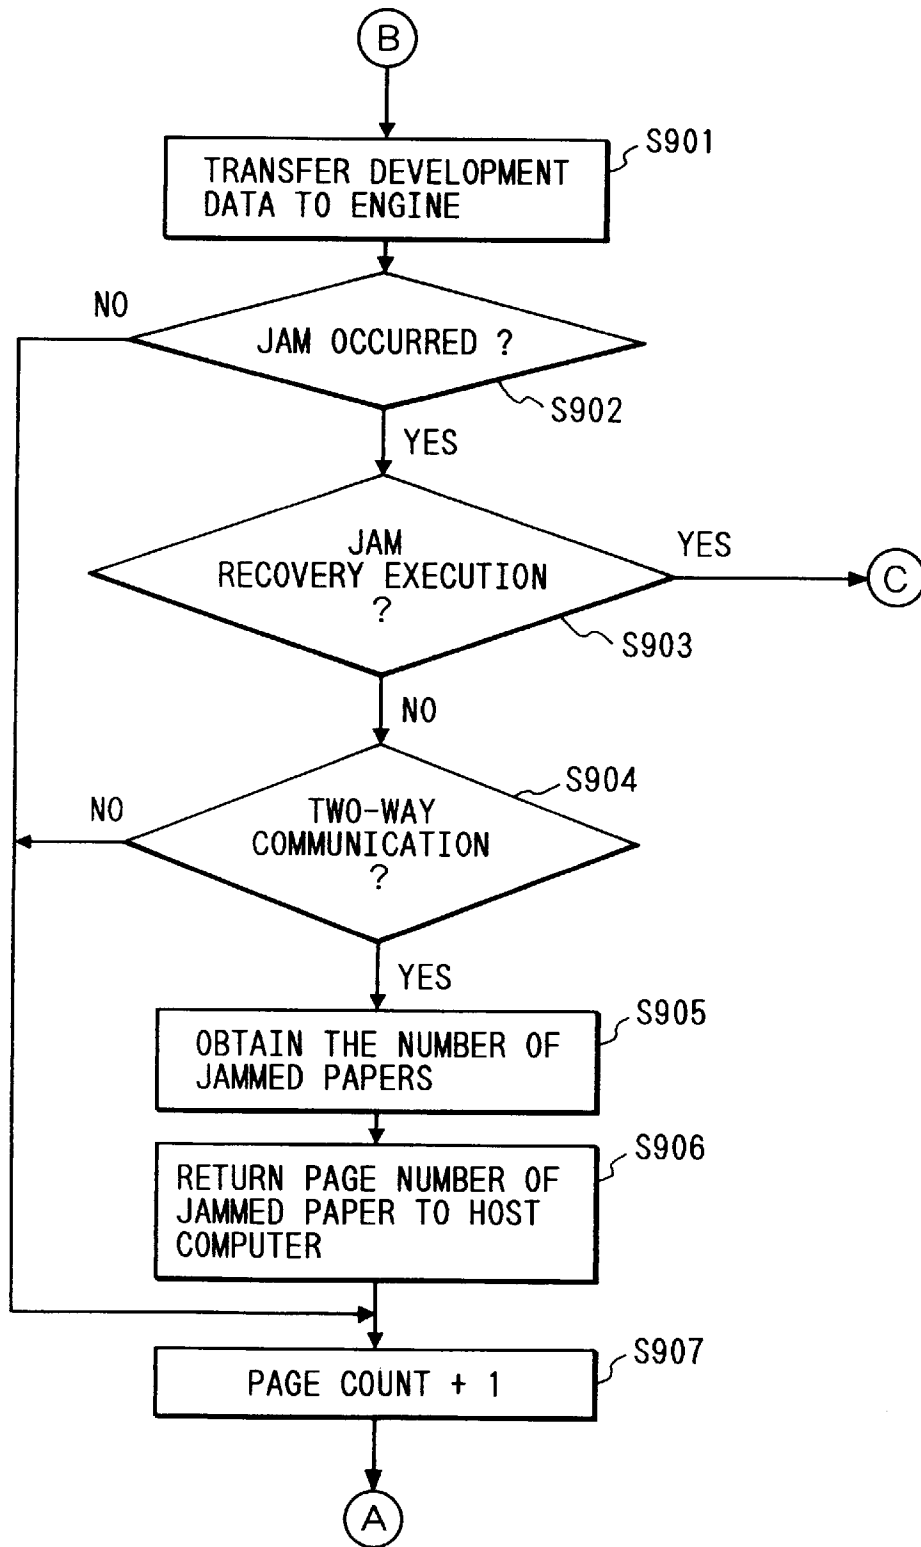 B
S901
TRANSFER DEVELOPMENT
DATA TO ENGINE
NO
JAM OCCURRED ?
S902
YES
JAM
RECOVERY EXECUTION
?
YES
C
S903
NO
S904
NO
TWO-WAY
COMMUNICATION
?
YES
S905
OBTAIN THE NUMBER OF
JAMMED PAPERS
S906
RETURN PAGE NUMBER OF
JAMMED PAPER TO HOST
COMPUTER
S907
PAGE COUNT + 1
A